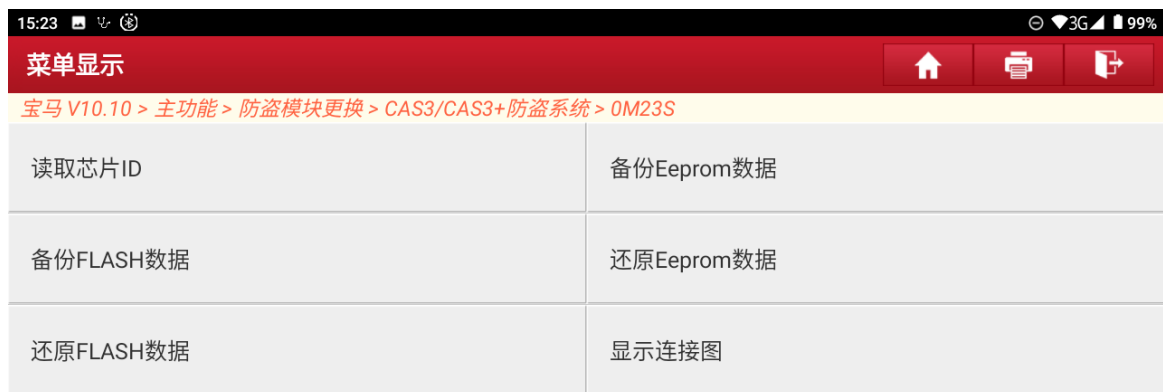 15:23 3G 99%
菜单显示
宝马 V10.10 > 主功能 > 防盗模块更换 > CAS3/CAS3+防盗系统 > 0M23S
读取芯片ID 备份Eeprom数据
备份FLASH数据 还原Eeprom数据
还原FLASH数据 显示连接图